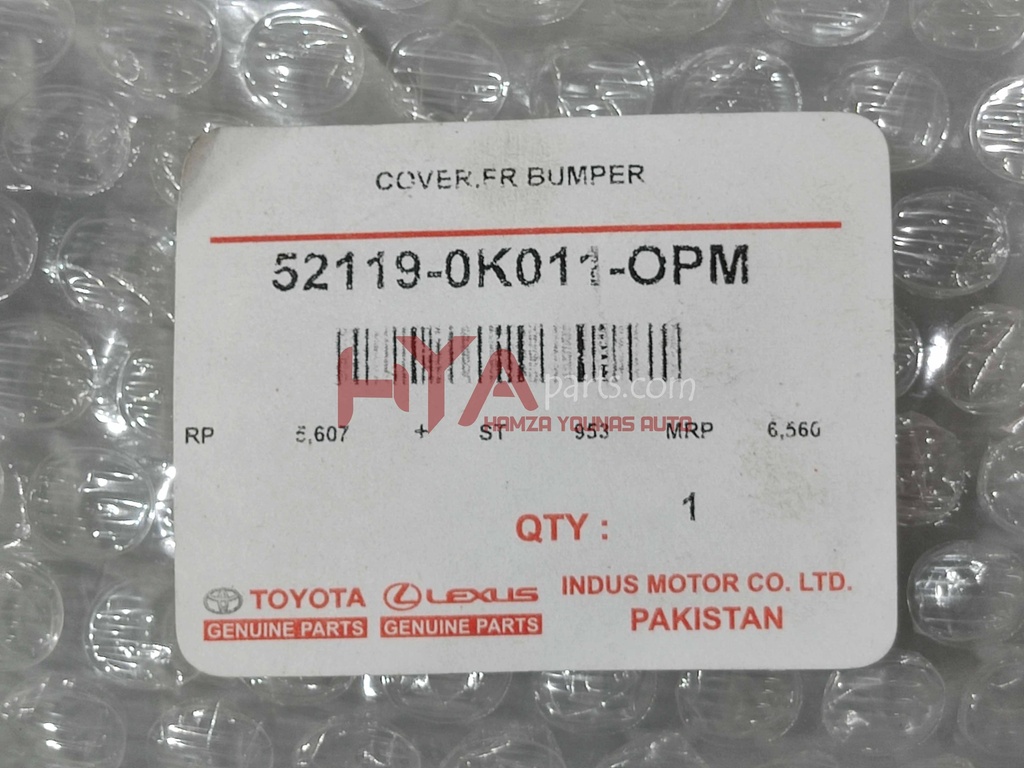 COVER,FR BUMPER
52119-0K011-OPM
HYA parts.com
HAMZA YOUNAS AUTO
RP 5,607 + ST 953 MRP 6,560
QTY : 1
TOYOTA LEXUS INDUS MOTOR CO. LTD.
GENUINE PARTS GENUINE PARTS PAKISTAN